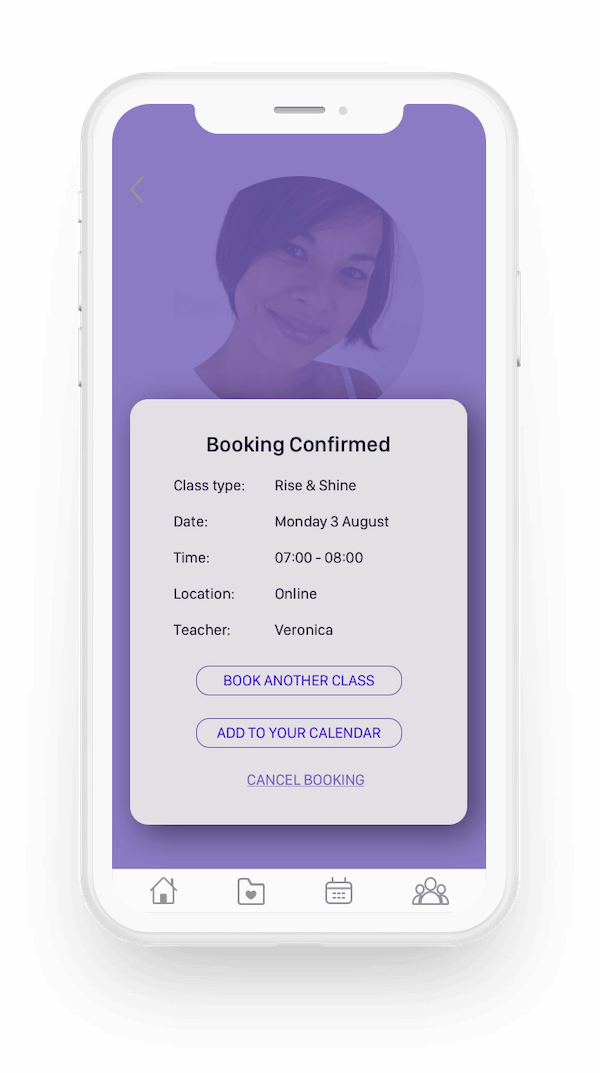 Booking Confirmed
Class type: Rise & Shine
Date: Monday 3 August
Time: 07:00 - 08:00
Location: Online
Teacher: Veronica
BOOK ANOTHER CLASS
ADD TO YOUR CALENDAR
CANCEL BOOKING